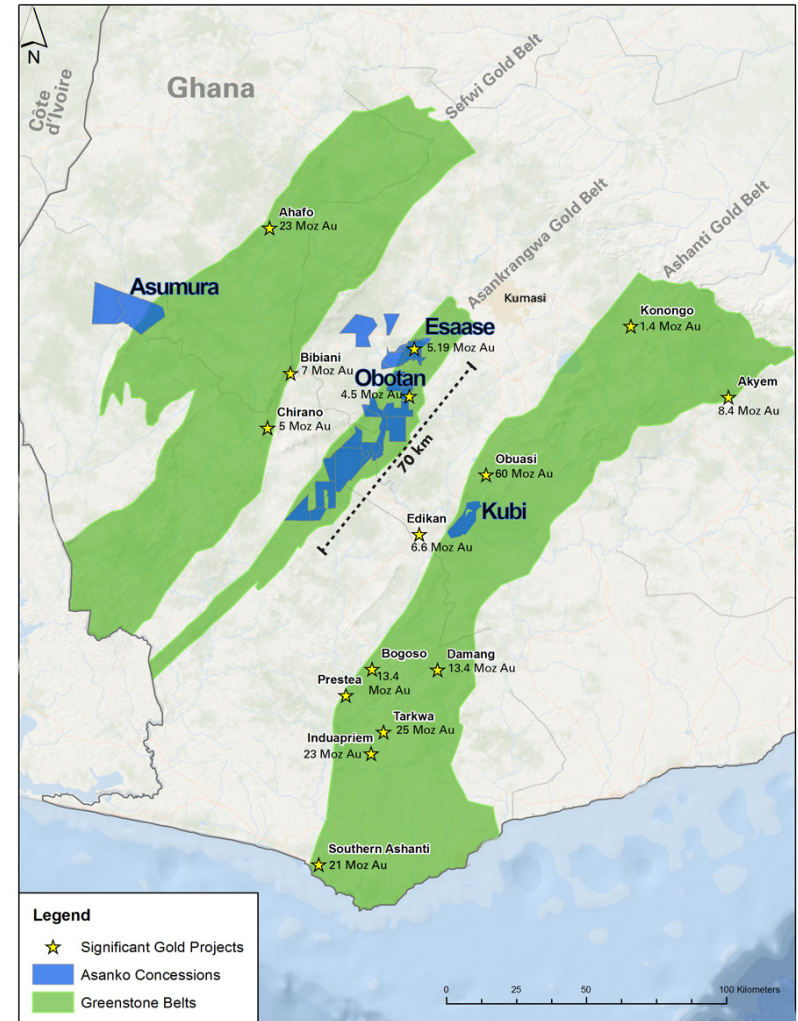 N
Ghana
Côte
d'Ivoire
Sefwi Gold Belt
Asankrangwa Gold Belt
Ashanti Gold Belt
Ahafo
23 Moz Au
Asumura
Kumasi
Konongo
1.4 Moz Au
Esaase
5.19 Moz Au
Bibiani
7 Moz Au
Obotan
4.5 Moz Au
Akyem
8.4 Moz Au
Chirano
5 Moz Au
70 km
Obuasi
60 Moz Au
Kubi
Edikan
6.6 Moz Au
Bogoso
13.4
Moz Au
Damang
13.4 Moz Au
Prestea
Tarkwa
25 Moz Au
Induapriem
23 Moz Au
Southern Ashanti
21 Moz Au
Legend
Significant Gold Projects
Asanko Concessions
Greenstone Belts
0 25 50 100 Kilometers